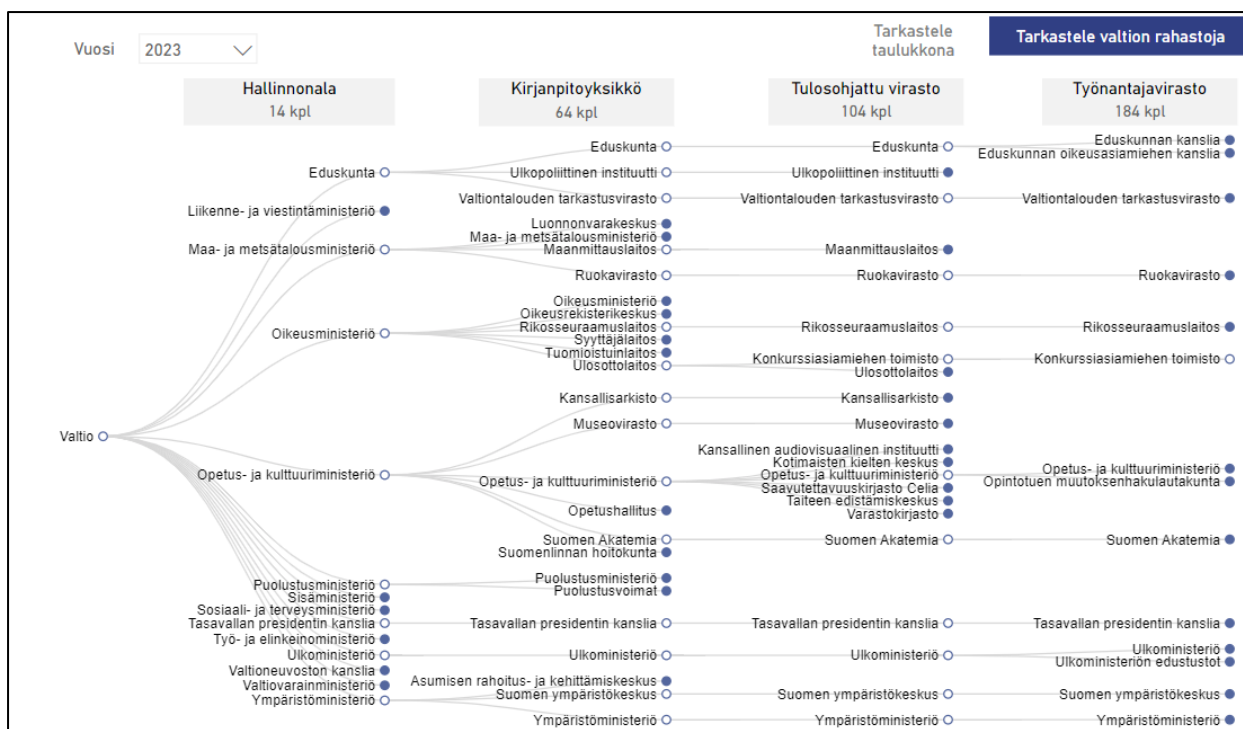 Vuosi
2023
Tarkastele
taulukkona
Tarkastele valtion rahastoja
Hallinnonala
14 kpl
Kirjanpitoyksikkö
64 kpl
Tulosohjattu virasto
104 kpl
Työnantajavirasto
184 kpl
Valtio
Eduskunta
Liikenne- ja viestintäministeriö
Maa- ja metsätalousministeriö
Oikeusministeriö
Opetus- ja kulttuuriministeriö
Puolustusministeriö
Sisäministeriö
Sosiaali- ja terveysministeriö
Tasavallan presidentin kanslia
Työ- ja elinkeinoministeriö
Ulkoministeriö
Valtioneuvoston kanslia
Valtiovarainministeriö
Ympäristöministeriö
Eduskunta
Ulkopoliittinen instituutti
Valtiontalouden tarkastusvirasto
Luonnonvarakeskus
Maa- ja metsätalousministeriö
Maanmittauslaitos
Ruokavirasto
Oikeusministeriö
Oikeusrekisterikeskus
Rikosseuraamuslaitos
Syyttäjälaitos
Tuomioistuinlaitos
Ulosottolaitos
Kansallisarkisto
Museovirasto
Opetus- ja kulttuuriministeriö
Opetushallitus
Suomen Akatemia
Suomenlinnan hoitokunta
Puolustusministeriö
Puolustusvoimat
Tasavallan presidentin kanslia
Ulkoministeriö
Asumisen rahoitus- ja kehittämiskeskus
Suomen ympäristökeskus
Ympäristöministeriö
Eduskunta
Ulkopoliittinen instituutti
Valtiontalouden tarkastusvirasto
Maanmittauslaitos
Ruokavirasto
Rikosseuraamuslaitos
Konkurssiasiamiehen toimisto
Ulosottolaitos
Kansallisarkisto
Museovirasto
Kansallinen audiovisuaalinen instituutti
Kotimaisten kielten keskus
Opetus- ja kulttuuriministeriö
Saavutettavuuskirjasto Celia
Taiteen edistämiskeskus
Varastokirjasto
Suomen Akatemia
Tasavallan presidentin kanslia
Ulkoministeriö
Suomen ympäristökeskus
Ympäristöministeriö
Eduskunnan kanslia
Eduskunnan oikeusasiamiehen kanslia
Valtiontalouden tarkastusvirasto
Ruokavirasto
Rikosseuraamuslaitos
Konkurssiasiamiehen toimisto
Opetus- ja kulttuuriministeriö
Opintotuen muutoksenhakulautakunta
Suomen Akatemia
Tasavallan presidentin kanslia
Ulkoministeriö
Ulkoministeriön edustustot
Suomen ympäristökeskus
Ympäristöministeriö